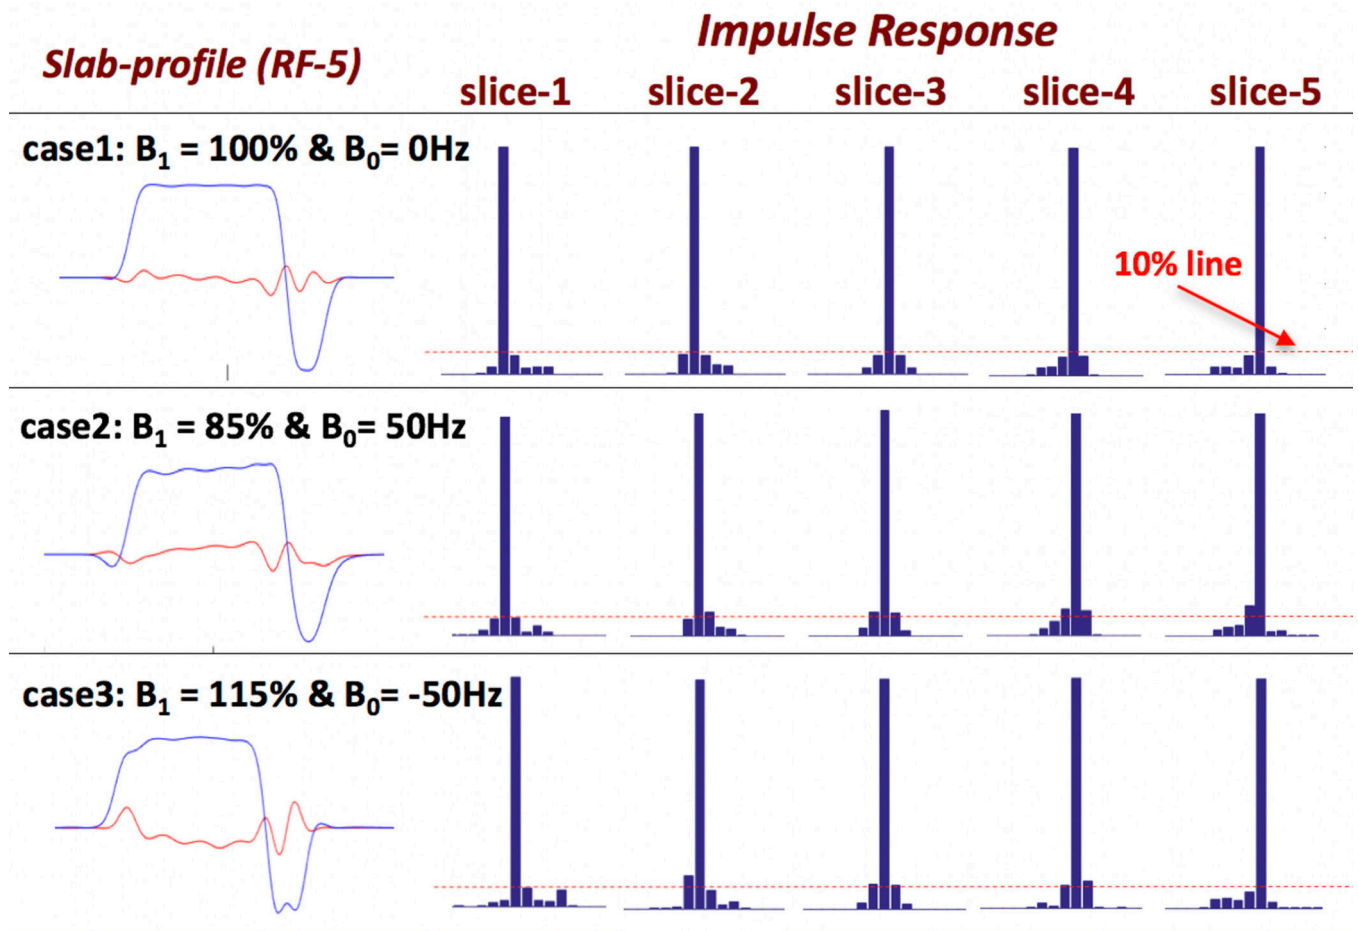 Impulse Response
Slab-profile (RF-5)
slice-1 slice-2 slice-3 slice-4 slice-5
case1: B₁ = 100% & B₀= 0Hz
10% line
case2: B₁ = 85% & B₀= 50Hz
case3: B₁ = 115% & B₀= -50Hz